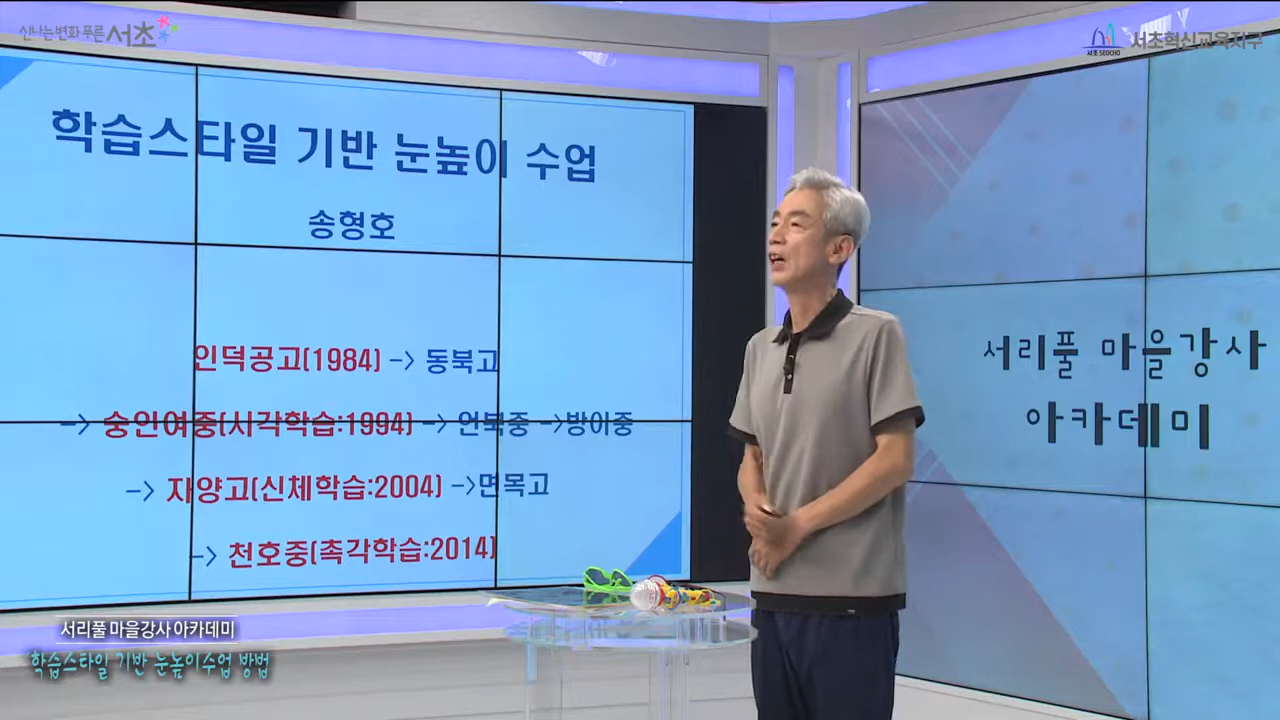 신나는 변화 푸른 서초
서초 SEOCHO
서초혁신교육지구
학습스타일 기반 눈높이 수업
송형호
인덕공고(1984) -> 동북고
-> 숭인여중(시각학습:1994) -> 언북중 ->방이중
-> 자양고(신체학습:2004) ->면목고
-> 천호중(촉각학습:2014)
서리풀 마을강사
아카데미
서리풀 마을강사 아카데미
학습스타일 기반 눈높이수업 방법